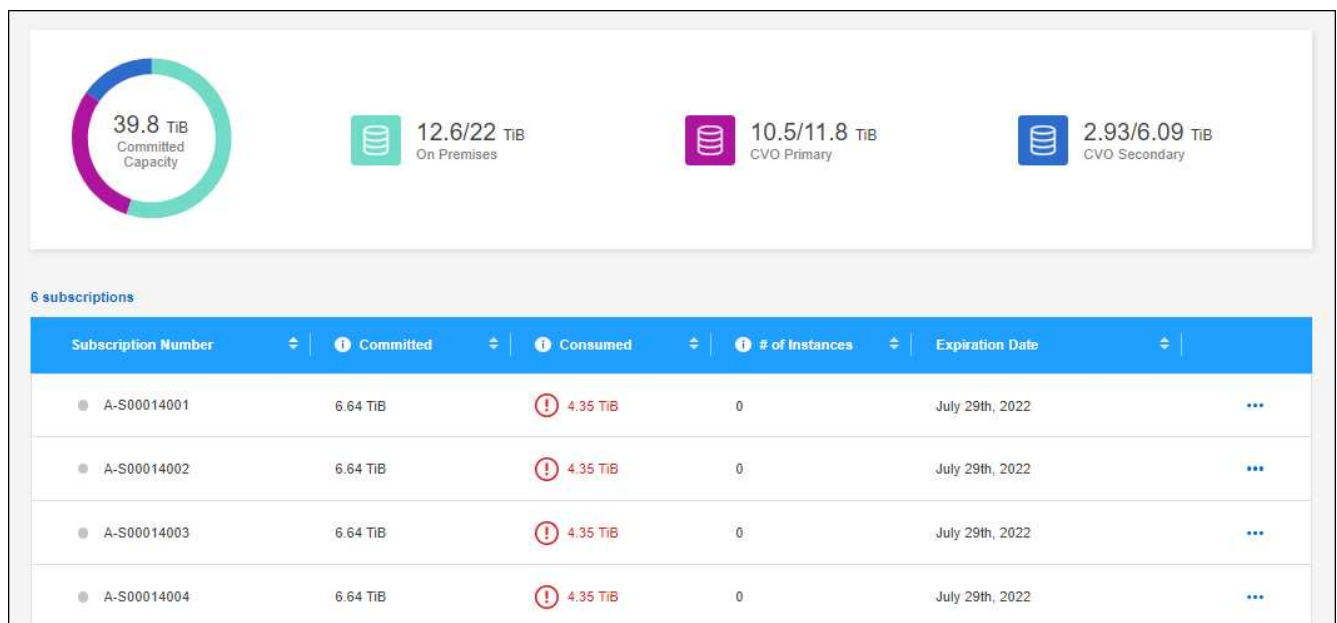 39.8 TiB
Committed
Capacity
12.6/22 TiB
On Premises
10.5/11.8 TiB
CVO Primary
2.93/6.09 TiB
CVO Secondary
6 subscriptions
Subscription Number Committed Consumed # of Instances Expiration Date
A-S00014001 6.64 TiB 4.35 TiB 0 July 29th, 2022
A-S00014002 6.64 TiB 4.35 TiB 0 July 29th, 2022
A-S00014003 6.64 TiB 4.35 TiB 0 July 29th, 2022
A-S00014004 6.64 TiB 4.35 TiB 0 July 29th, 2022